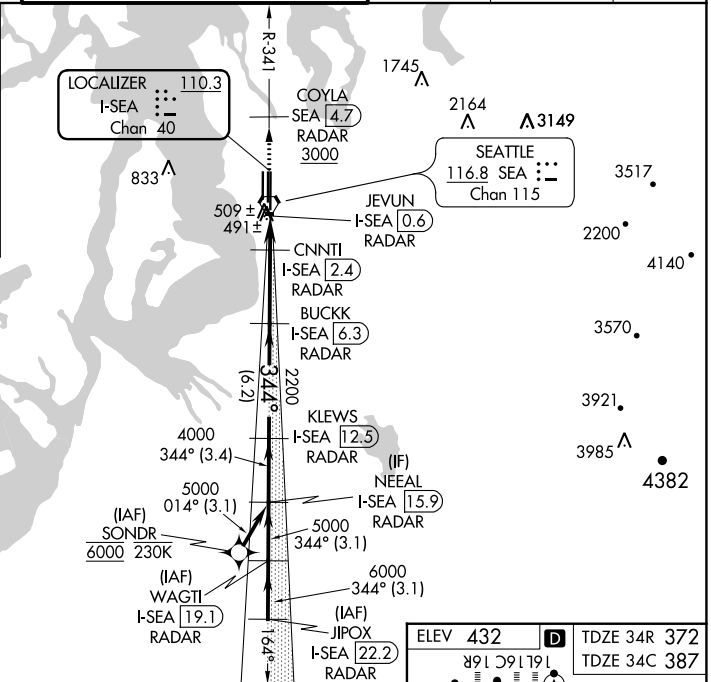 R-341
LOCALIZER 110.3
I-SEA
Chan 40
COYLA
SEA 4.7
RADAR
3000
1745
2164
3149
833
SEATTLE
116.8 SEA
Chan 115
3517
509 ±
491±
JEVUN
I-SEA 0.6
RADAR
2200
4140
CNNTI
I-SEA 2.4
RADAR
BUCKK
I-SEA 6.3
RADAR
3570
344°
2200
(6.2)
3921
KLEWS
I-SEA 12.5
RADAR
3985
4382
4000
344° (3.4)
(IF)
NEEAL
I-SEA 15.9
RADAR
5000
014° (3.1)
(IAF)
SONDR
6000 230K
5000
344° (3.1)
(IAF)
WAGTI
I-SEA 19.1
RADAR
6000
344° (3.1)
(IAF)
JIPOX
I-SEA 22.2
RADAR
164°
ELEV 432 D TDZE 34R 372
TDZE 34C 387
16R 16C 16L